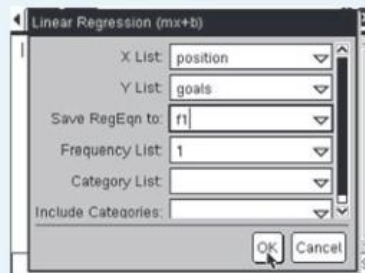 Linear Regression (mx+b)
X List: position
Y List: goals
Save RegEqn to: f1
Frequency List: 1
Category List:
Include Categories:
OK Cancel